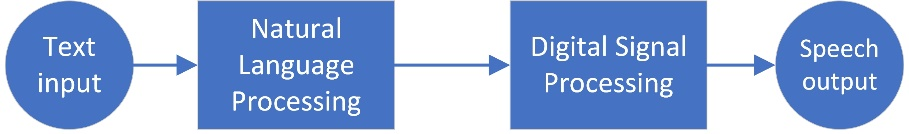 Text
input
Natural
Language
Processing
Digital Signal
Processing
Speech
output